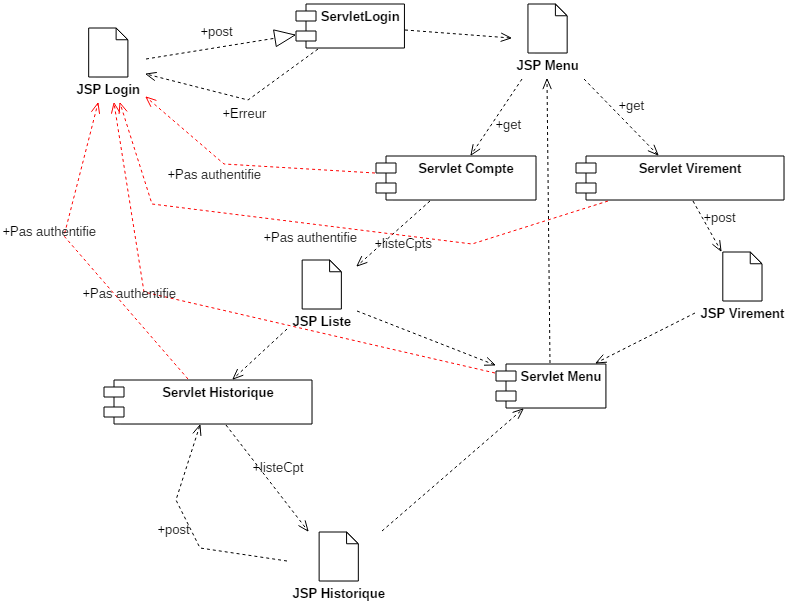 ServletLogin
+post
JSP Menu
JSP Login
+Erreur
+get
+get
Servlet Compte
Servlet Virement
+Pas authentifie
+post
+Pas authentifie
+Pas authentifie
+listeCpts
+Pas authentifie
JSP Virement
JSP Liste
Servlet Menu
Servlet Historique
+listeCpt
+post
JSP Historique